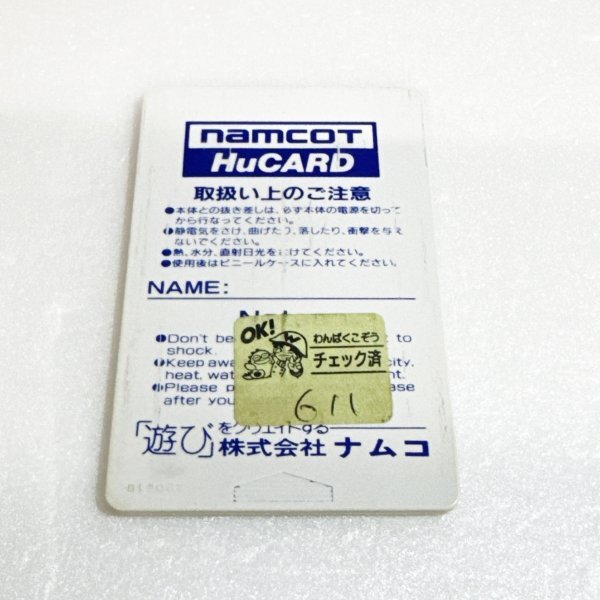 namcot
HuCARD
取扱い上のご注意
●本体との抜き差しは、必ず本体の電源を切って
から行なってください。
●静電気をさけ、曲げたり、落したり、衝撃を与え
ないでください。
●熱、水分、直射日光をさけてください。
●使用後はビニールケースに入れてください。
NAME:
●Don't be to
shock.
●Keep awa city,
heat, wat nt.
●Please p ase
after you
OK!
わんぱくこぞう
チェック済
611
「遊び」をクリエイトする
株式会社 ナムコ